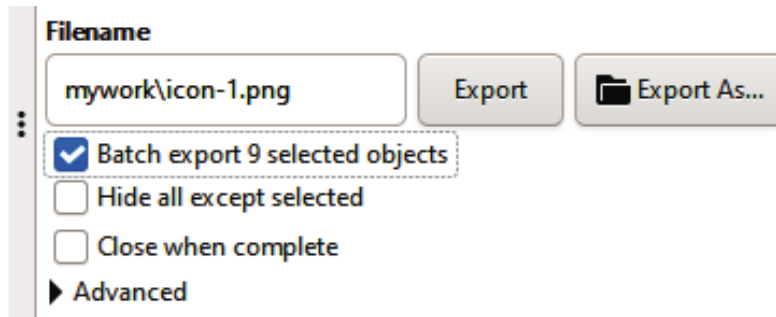 Filename
mywork\icon-1.png Export Export As...
Batch export 9 selected objects
Hide all except selected
Close when complete
Advanced